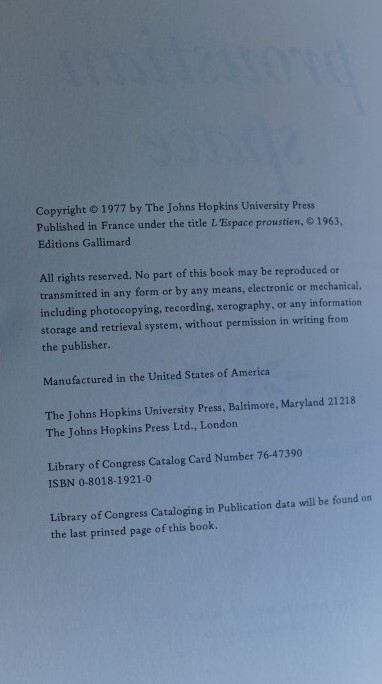 proustian
space
Copyright © 1977 by The Johns Hopkins University Press
Published in France under the title L'Espace proustien, © 1963,
Editions Gallimard
All rights reserved. No part of this book may be reproduced or
transmitted in any form or by any means, electronic or mechanical,
including photocopying, recording, xerography, or any information
storage and retrieval system, without permission in writing from
the publisher.
Manufactured in the United States of America
The Johns Hopkins University Press, Baltimore, Maryland 21218
The Johns Hopkins Press Ltd., London
Library of Congress Catalog Card Number 76-47390
ISBN 0-8018-1921-0
Library of Congress Cataloging in Publication data will be found on
the last printed page of this book.